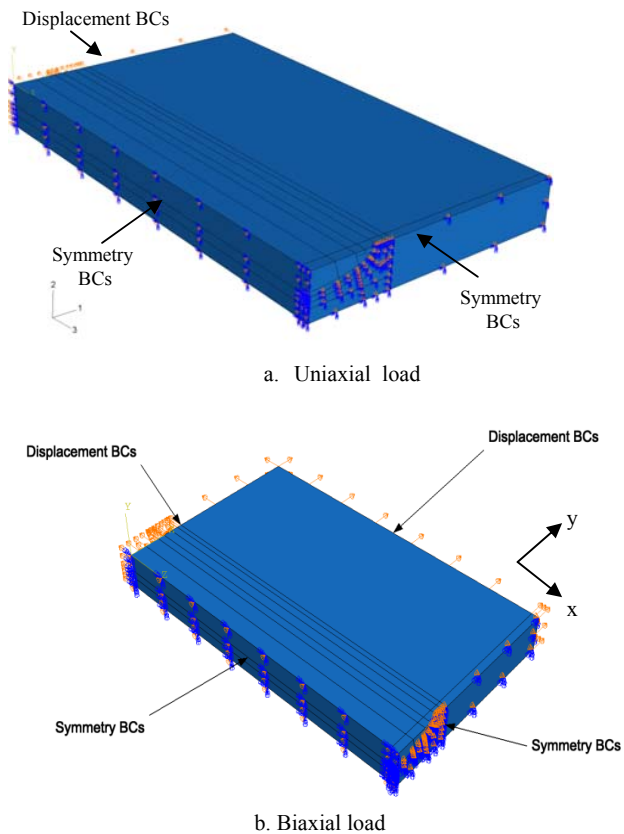 Displacement BCs
Symmetry
BCs
Symmetry
BCs
2
1
3
a. Uniaxial load
Displacement BCs
Displacement BCs
Y
y
x
Symmetry BCs
Symmetry BCs
b. Biaxial load